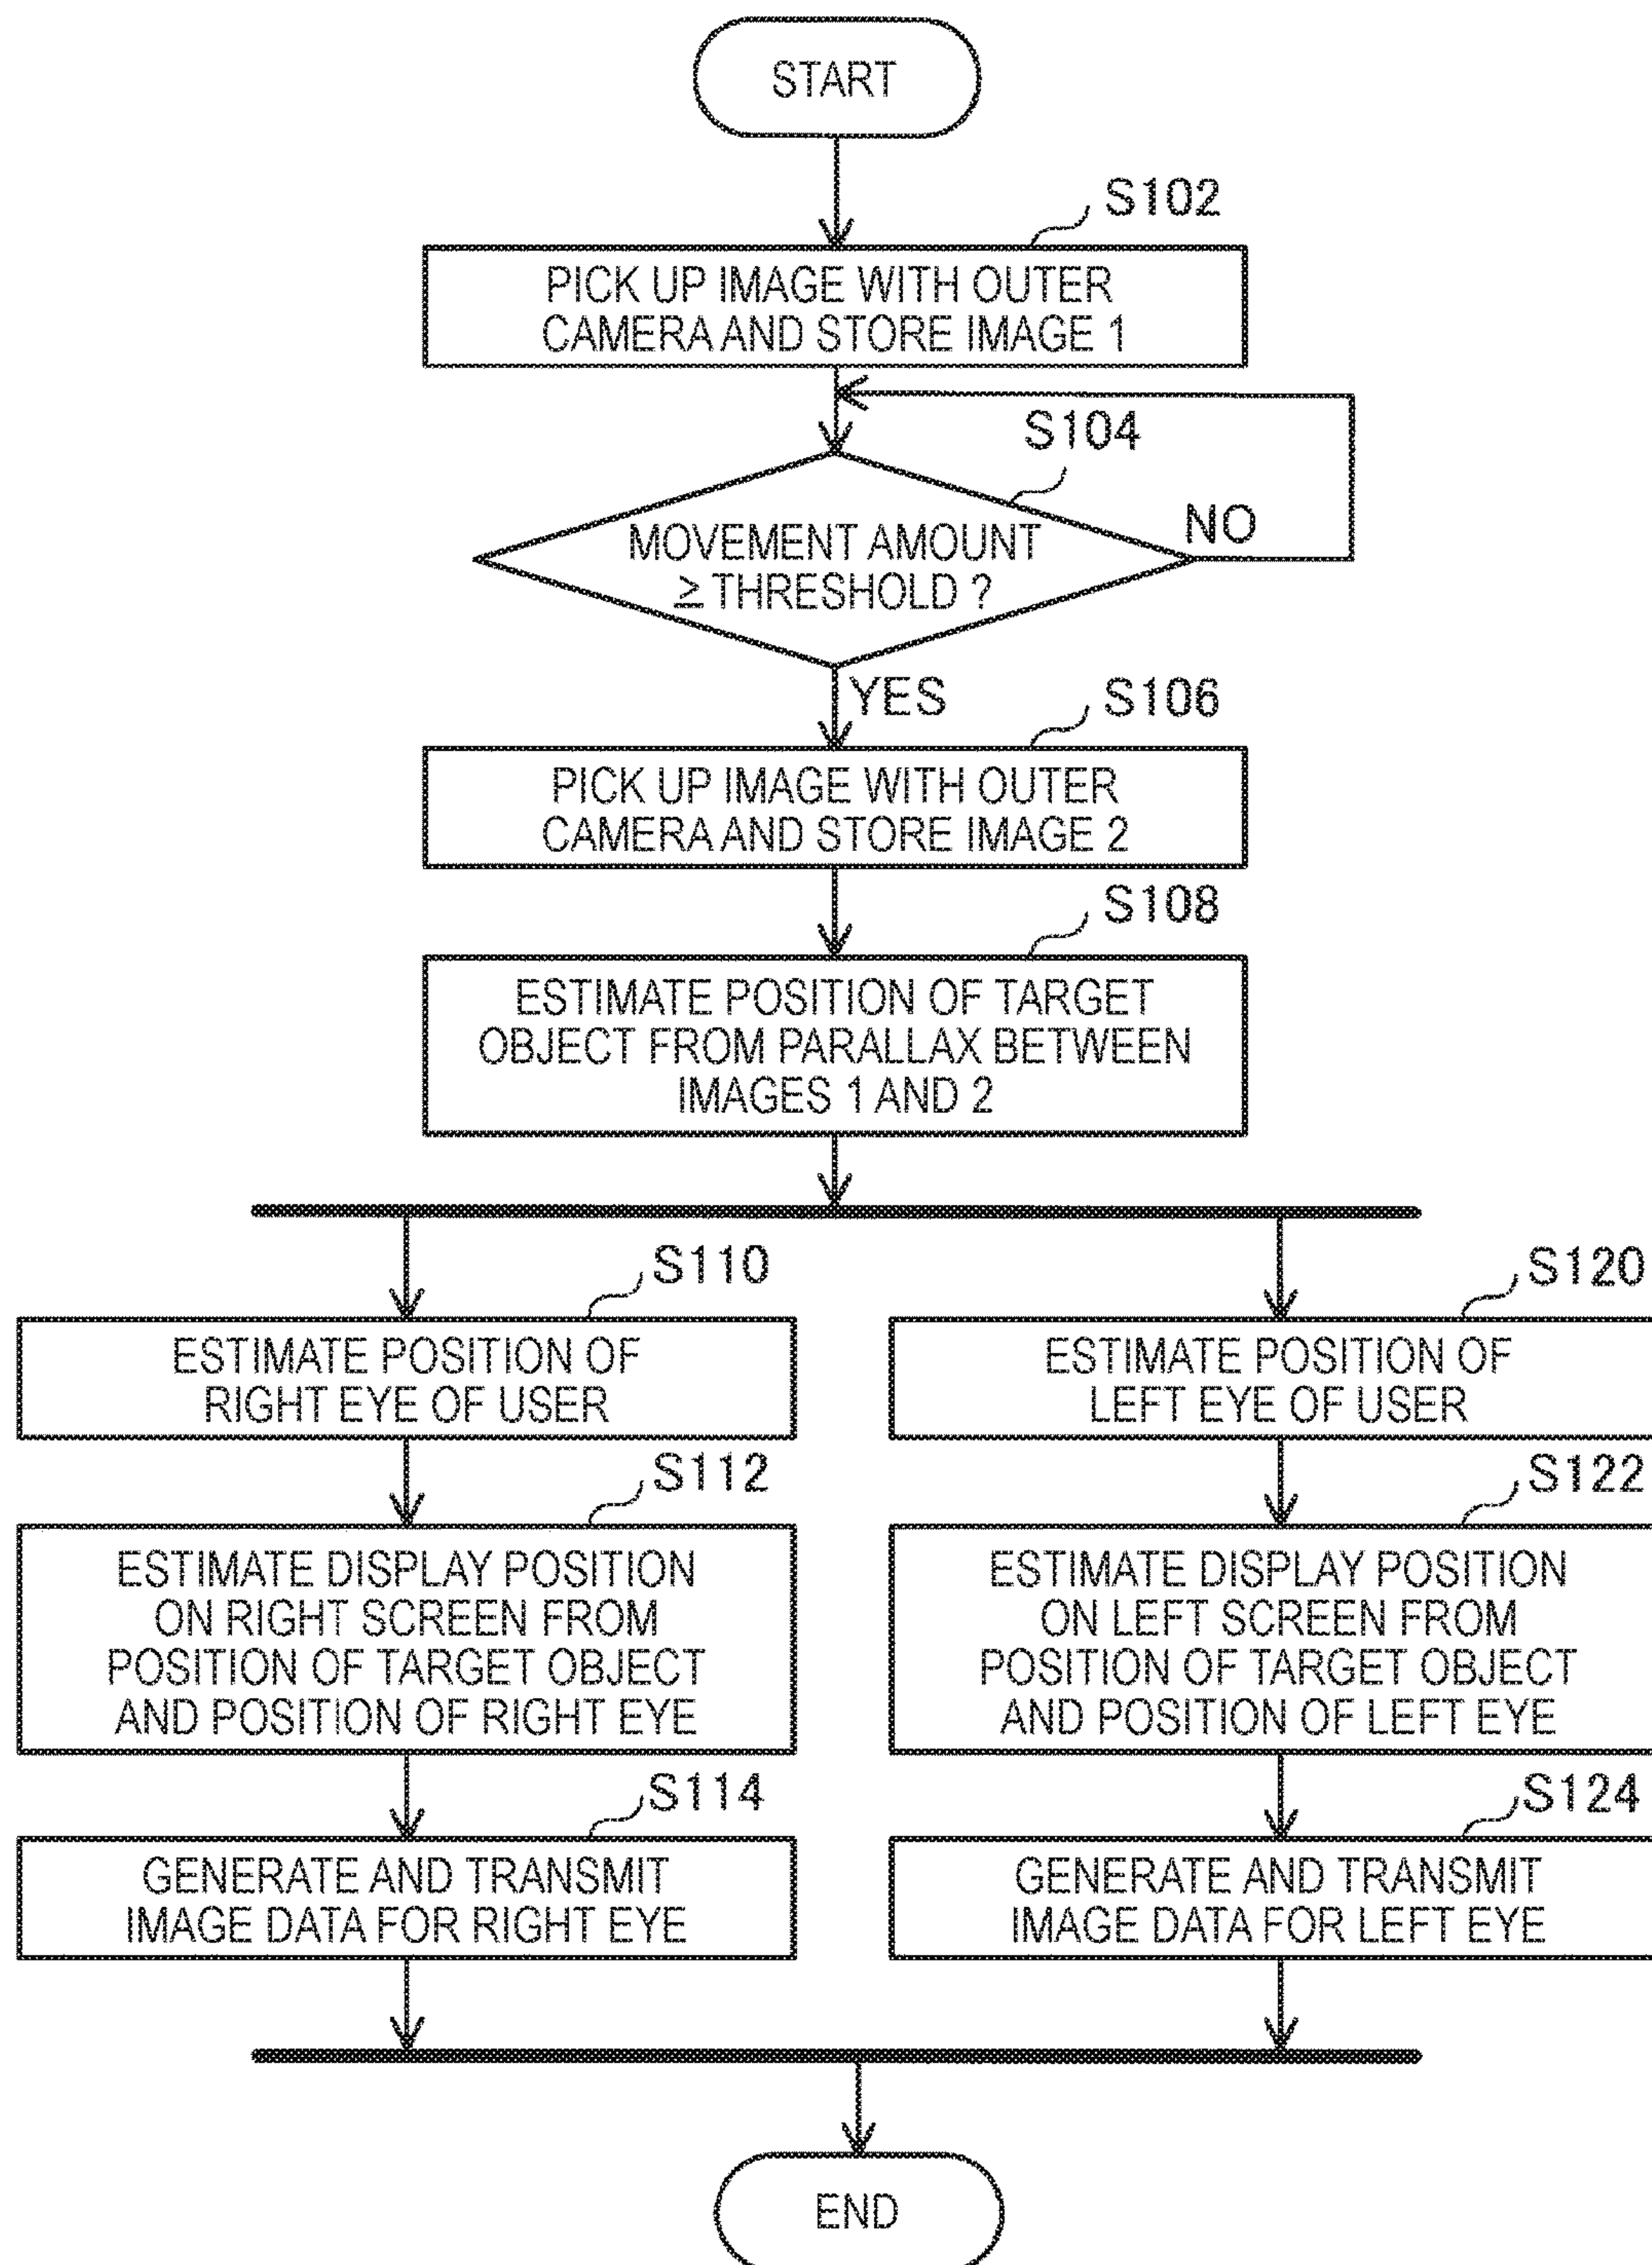 START
S102
PICK UP IMAGE WITH OUTER
CAMERA AND STORE IMAGE 1
S104
MOVEMENT AMOUNT
≥ THRESHOLD ?
NO
YES
S106
PICK UP IMAGE WITH OUTER
CAMERA AND STORE IMAGE 2
S108
ESTIMATE POSITION OF TARGET
OBJECT FROM PARALLAX BETWEEN
IMAGES 1 AND 2
S110
ESTIMATE POSITION OF
RIGHT EYE OF USER
S112
ESTIMATE DISPLAY POSITION
ON RIGHT SCREEN FROM
POSITION OF TARGET OBJECT
AND POSITION OF RIGHT EYE
S114
GENERATE AND TRANSMIT
IMAGE DATA FOR RIGHT EYE
S120
ESTIMATE POSITION OF
LEFT EYE OF USER
S122
ESTIMATE DISPLAY POSITION
ON LEFT SCREEN FROM
POSITION OF TARGET OBJECT
AND POSITION OF LEFT EYE
S124
GENERATE AND TRANSMIT
IMAGE DATA FOR LEFT EYE
END